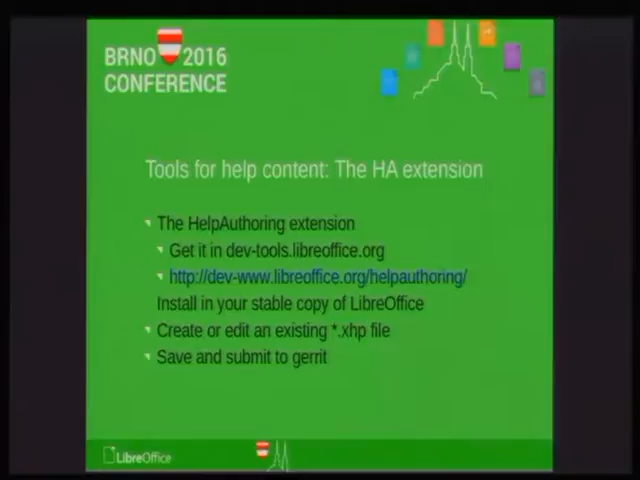 BRNO 2016
CONFERENCE
Tools for help content: The HA extension
The HelpAuthoring extension
Get it in dev-tools.libreoffice.org
http://dev-www.libreoffice.org/helpauthoring/
Install in your stable copy of LibreOffice
Create or edit an existing *.xhp file
Save and submit to gerrit
LibreOffice